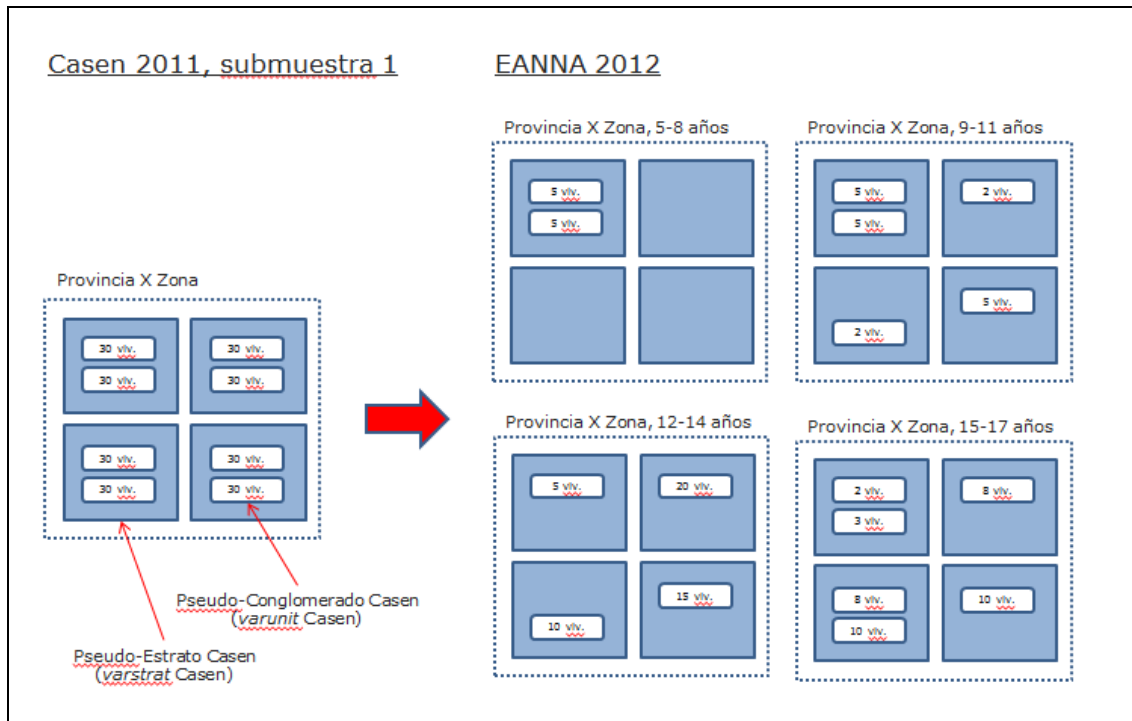 Casen 2011, submuestra 1
EANNA 2012
Provincia X Zona, 5-8 años
5 viv.
5 viv.
Provincia X Zona, 9-11 años
5 viv.
5 viv.
2 viv.
2 viv.
5 viv.
Provincia X Zona
30 viv.
30 viv.
30 viv.
30 viv.
30 viv.
30 viv.
30 viv.
30 viv.
Pseudo-Conglomerado Casen
(varunit Casen)
Pseudo-Estrato Casen
(varstrat Casen)
Provincia X Zona, 12-14 años
5 viv.
20 viv.
10 viv.
15 viv.
Provincia X Zona, 15-17 años
2 viv.
3 viv.
8 viv.
8 viv.
10 viv.
10 viv.